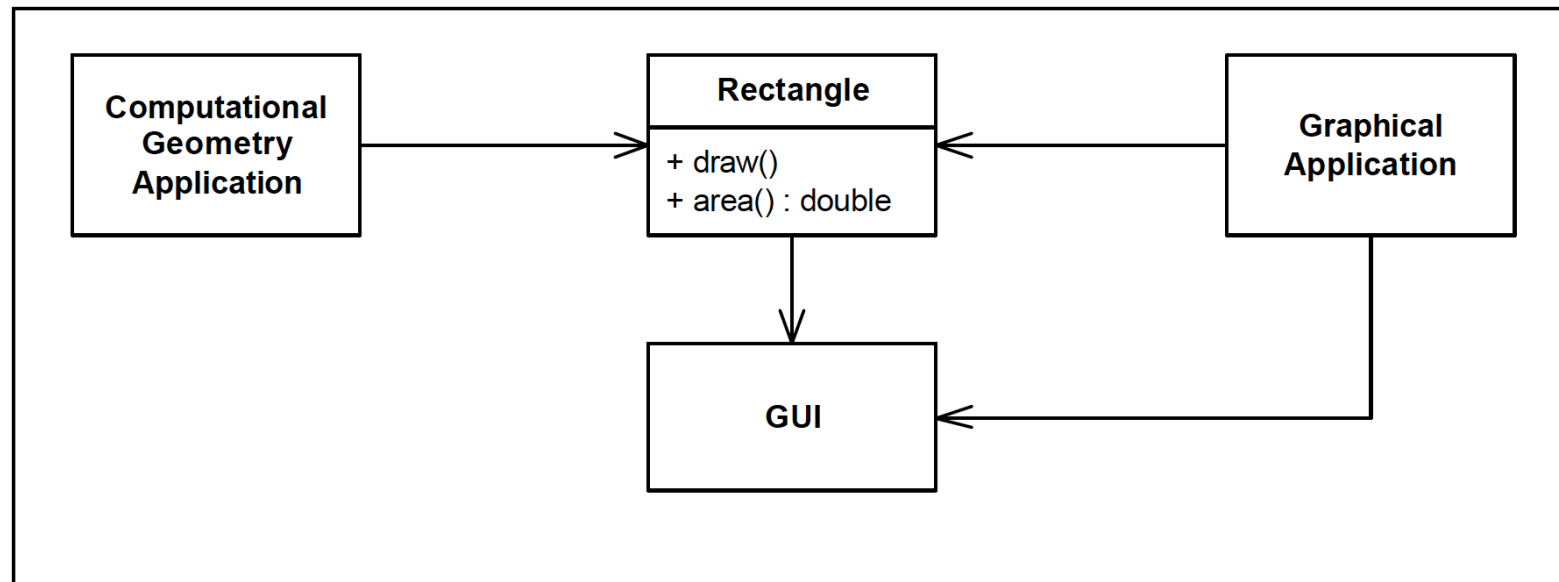 Computational
Geometry
Application
Rectangle
+ draw()
+ area() : double
Graphical
Application
GUI